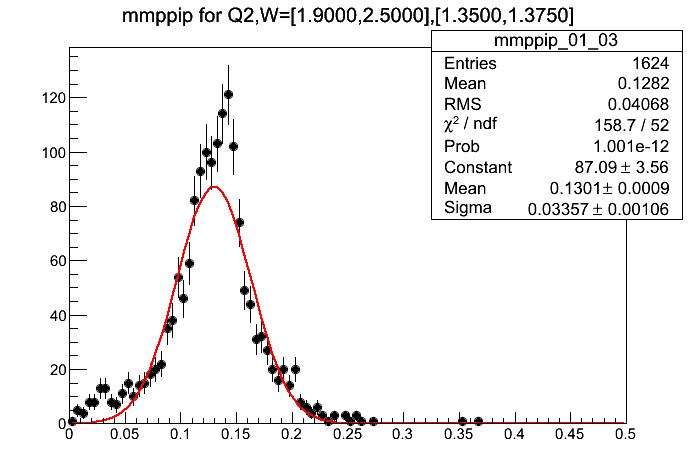 mmppip for Q2,W=[1.9000,2.5000],[1.3500,1.3750]
mmppip_01_03
Entries 1624
Mean 0.1282
RMS 0.04068
χ² / ndf 158.7 / 52
Prob 1.001e-12
Constant 87.09 ± 3.56
Mean 0.1301 ± 0.0009
Sigma 0.03357 ± 0.00106
120
100
80
60
40
20
0
0 0.05 0.1 0.15 0.2 0.25 0.3 0.35 0.4 0.45 0.5